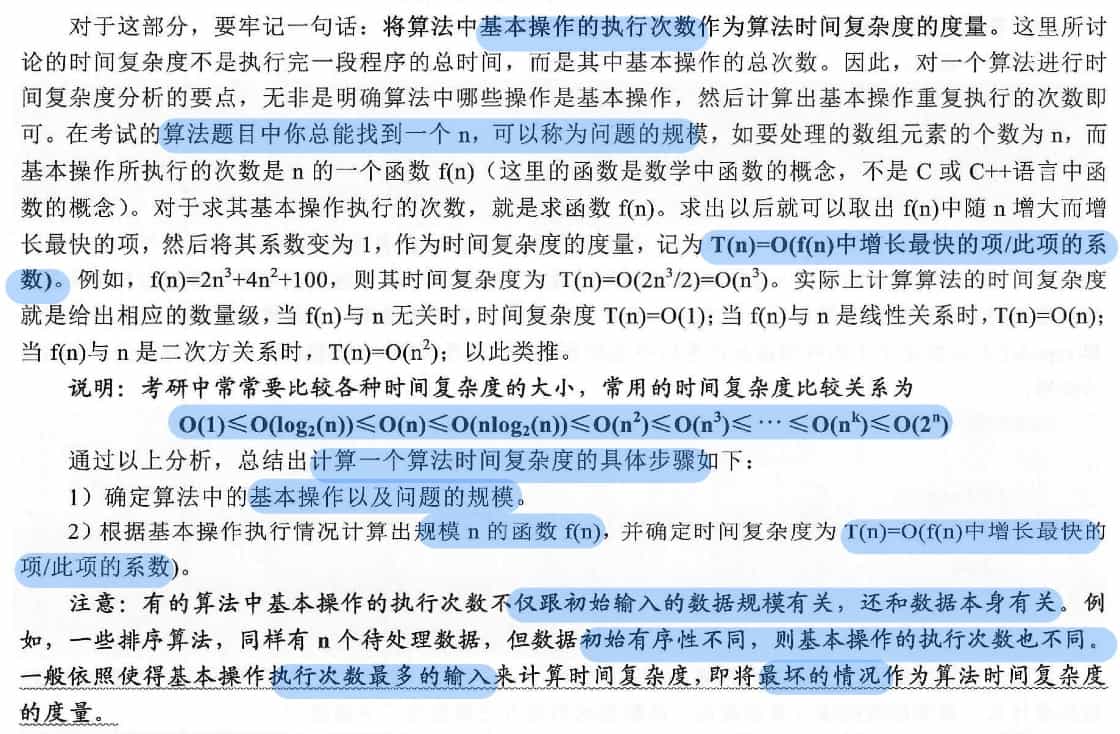 对于这部分，要牢记一句话：将算法中基本操作的执行次数作为算法时间复杂度的度量。这里所讨
论的时间复杂度不是执行完一段程序的总时间，而是其中基本操作的总次数。因此，对一个算法进行时
间复杂度分析的要点，无非是明确算法中哪些操作是基本操作，然后计算出基本操作重复执行的次数即
可。在考试的算法题目中你总能找到一个 n，可以称为问题的规模，如要处理的数组元素的个数为 n，而
基本操作所执行的次数是 n 的一个函数 f(n)（这里的函数是数学中函数的概念，不是 C 或 C++语言中函
数的概念）。对于求其基本操作执行的次数，就是求函数 f(n)。求出以后就可以取出 f(n)中随 n 增大而增
长最快的项，然后将其系数变为 1，作为时间复杂度的度量，记为 T(n)=O(f(n)中增长最快的项/此项的系
数)。例如，f(n)=2n³+4n²+100，则其时间复杂度为 T(n)=O(2n³/2)=O(n³)。实际上计算算法的时间复杂度
就是给出相应的数量级，当 f(n)与 n 无关时，时间复杂度 T(n)=O(1)；当 f(n)与 n 是线性关系时，T(n)=O(n)；
当 f(n)与 n 是二次方关系时，T(n)=O(n²)；以此类推。
说明：考研中常常要比较各种时间复杂度的大小，常用的时间复杂度比较关系为
O(1)≤O(log₂(n))≤O(n)≤O(nlog₂(n))≤O(n²)≤O(n³)≤⋯≤O(nᵏ)≤O(2ⁿ)
通过以上分析，总结出计算一个算法时间复杂度的具体步骤如下：
1）确定算法中的基本操作以及问题的规模。
2）根据基本操作执行情况计算出规模 n 的函数 f(n)，并确定时间复杂度为 T(n)=O(f(n)中增长最快的
项/此项的系数)。
注意：有的算法中基本操作的执行次数不仅跟初始输入的数据规模有关，还和数据本身有关。例
如，一些排序算法，同样有 n 个待处理数据，但数据初始有序性不同，则基本操作的执行次数也不同。
一般依照使得基本操作执行次数最多的输入来计算时间复杂度，即将最坏的情况作为算法时间复杂度
的度量。